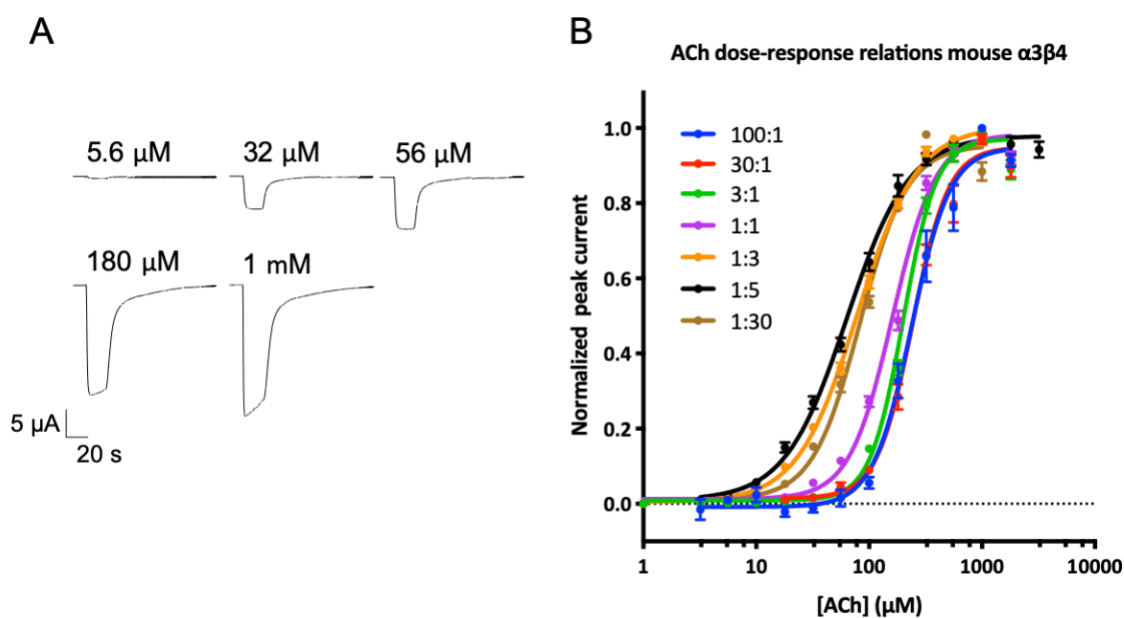 A
5.6 μM
32 μM
56 μM
180 μM
1 mM
5 μA
20 s
B
ACh dose-response relations mouse α3β4
Normalized peak current
1.0
0.8
0.6
0.4
0.2
0.0
100:1
30:1
3:1
1:1
1:3
1:5
1:30
1
10
100
1000
10000
[ACh] (μM)